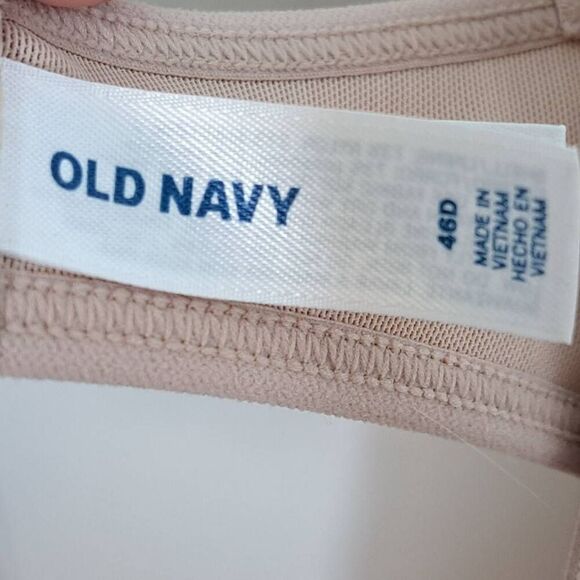 OLD NAVY
46D
MADE IN
VIETNAM
HECHO EN
VIETNAM